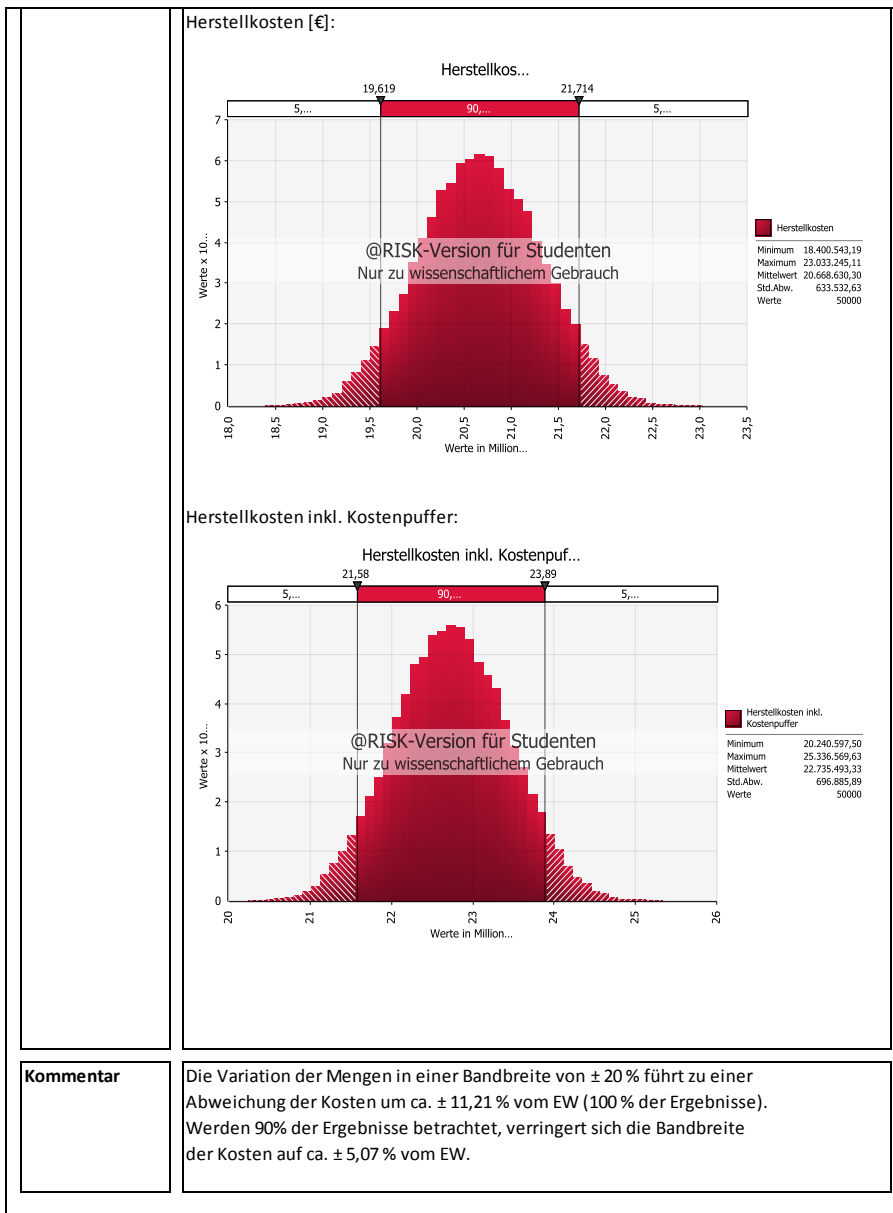 Herstellkosten [€]:
Herstellkos...
19,619 21,714
5,... 90,... 5,...
7
6
5
4
3
2
1
0
Werte x 10...
@RISK-Version für Studenten
Nur zu wissenschaftlichem Gebrauch
18,0 18,5 19,0 19,5 20,0 20,5 21,0 21,5 22,0 22,5 23,0 23,5
Werte in Million...
Herstellkosten
Minimum 18.400.543,19
Maximum 23.033.245,11
Mittelwert 20.668.630,30
Std.Abw. 633.532,63
Werte 50000
Herstellkosten inkl. Kostenpuffer:
Herstellkosten inkl. Kostenpuf...
21,58 23,89
5,... 90,... 5,...
6
5
4
3
2
1
0
Werte x 10...
@RISK-Version für Studenten
Nur zu wissenschaftlichem Gebrauch
20 21 22 23 24 25 26
Werte in Million...
Herstellkosten inkl.
Kostenpuffer
Minimum 20.240.597,50
Maximum 25.336.569,63
Mittelwert 22.735.493,33
Std.Abw. 696.885,89
Werte 50000
Kommentar
Die Variation der Mengen in einer Bandbreite von ± 20 % führt zu einer
Abweichung der Kosten um ca. ± 11,21 % vom EW (100 % der Ergebnisse).
Werden 90% der Ergebnisse betrachtet, verringert sich die Bandbreite
der Kosten auf ca. ± 5,07 % vom EW.